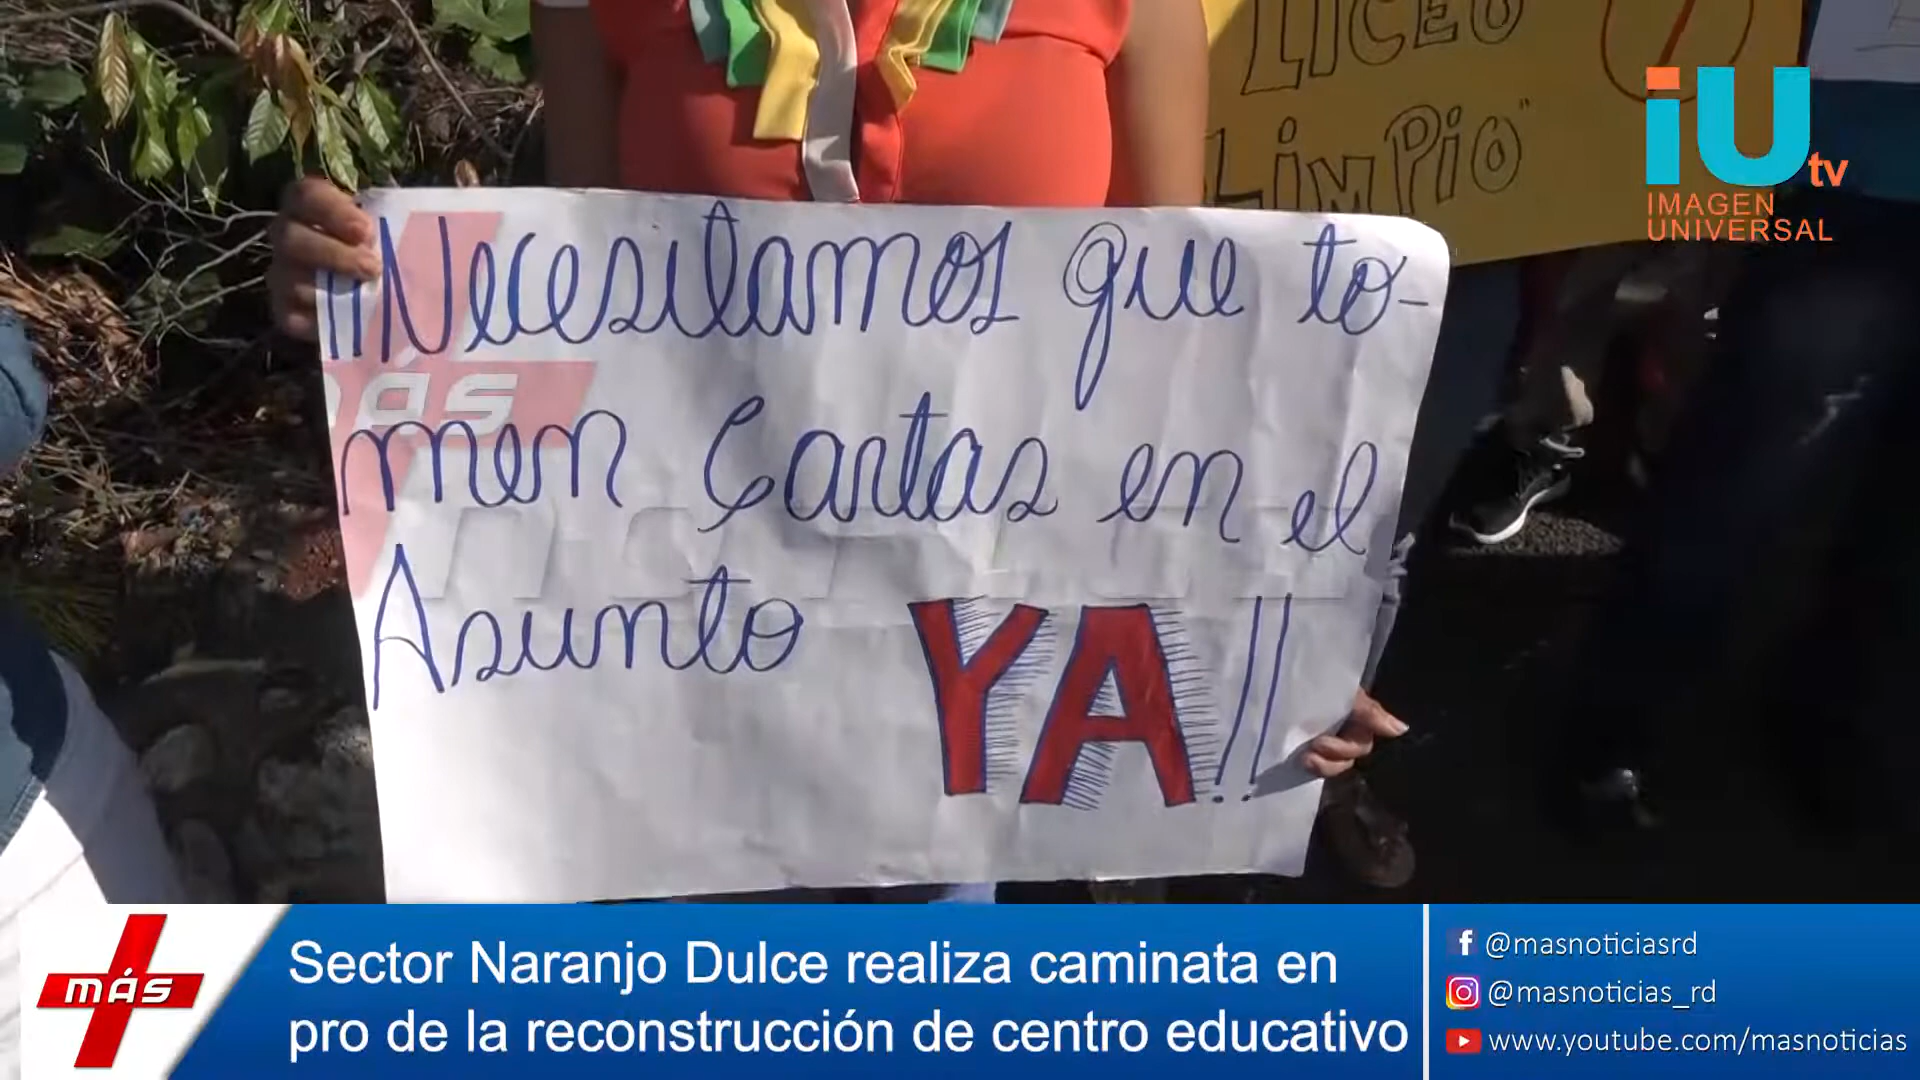 LICEO
LIMPIO"
iU tv
IMAGEN
UNIVERSAL
¡¡Necesitamos que to-
men Cartas en el
Asunto YA!!
más
MÁS
Sector Naranjo Dulce realiza caminata en
pro de la reconstrucción de centro educativo
@masnoticiasrd
@masnoticias_rd
www.youtube.com/masnoticias